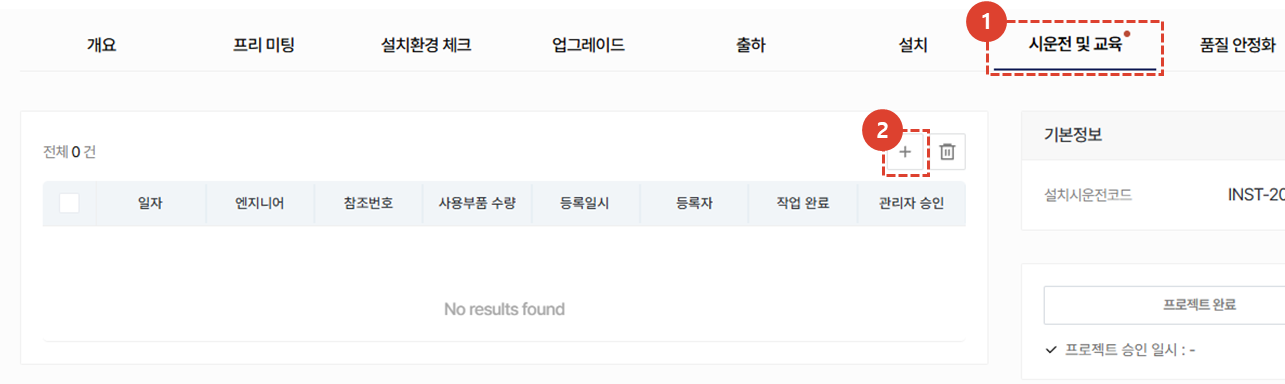 1
개요 프리 미팅 설치환경 체크 업그레이드 출하 설치 시운전 및 교육 품질 안정화
2
전체 0 건
일자 엔지니어 참조번호 사용부품 수량 등록일시 등록자 작업 완료 관리자 승인
No results found
기본정보
설치시운전코드 INST-20
프로젝트 완료
프로젝트 승인 일시 : -